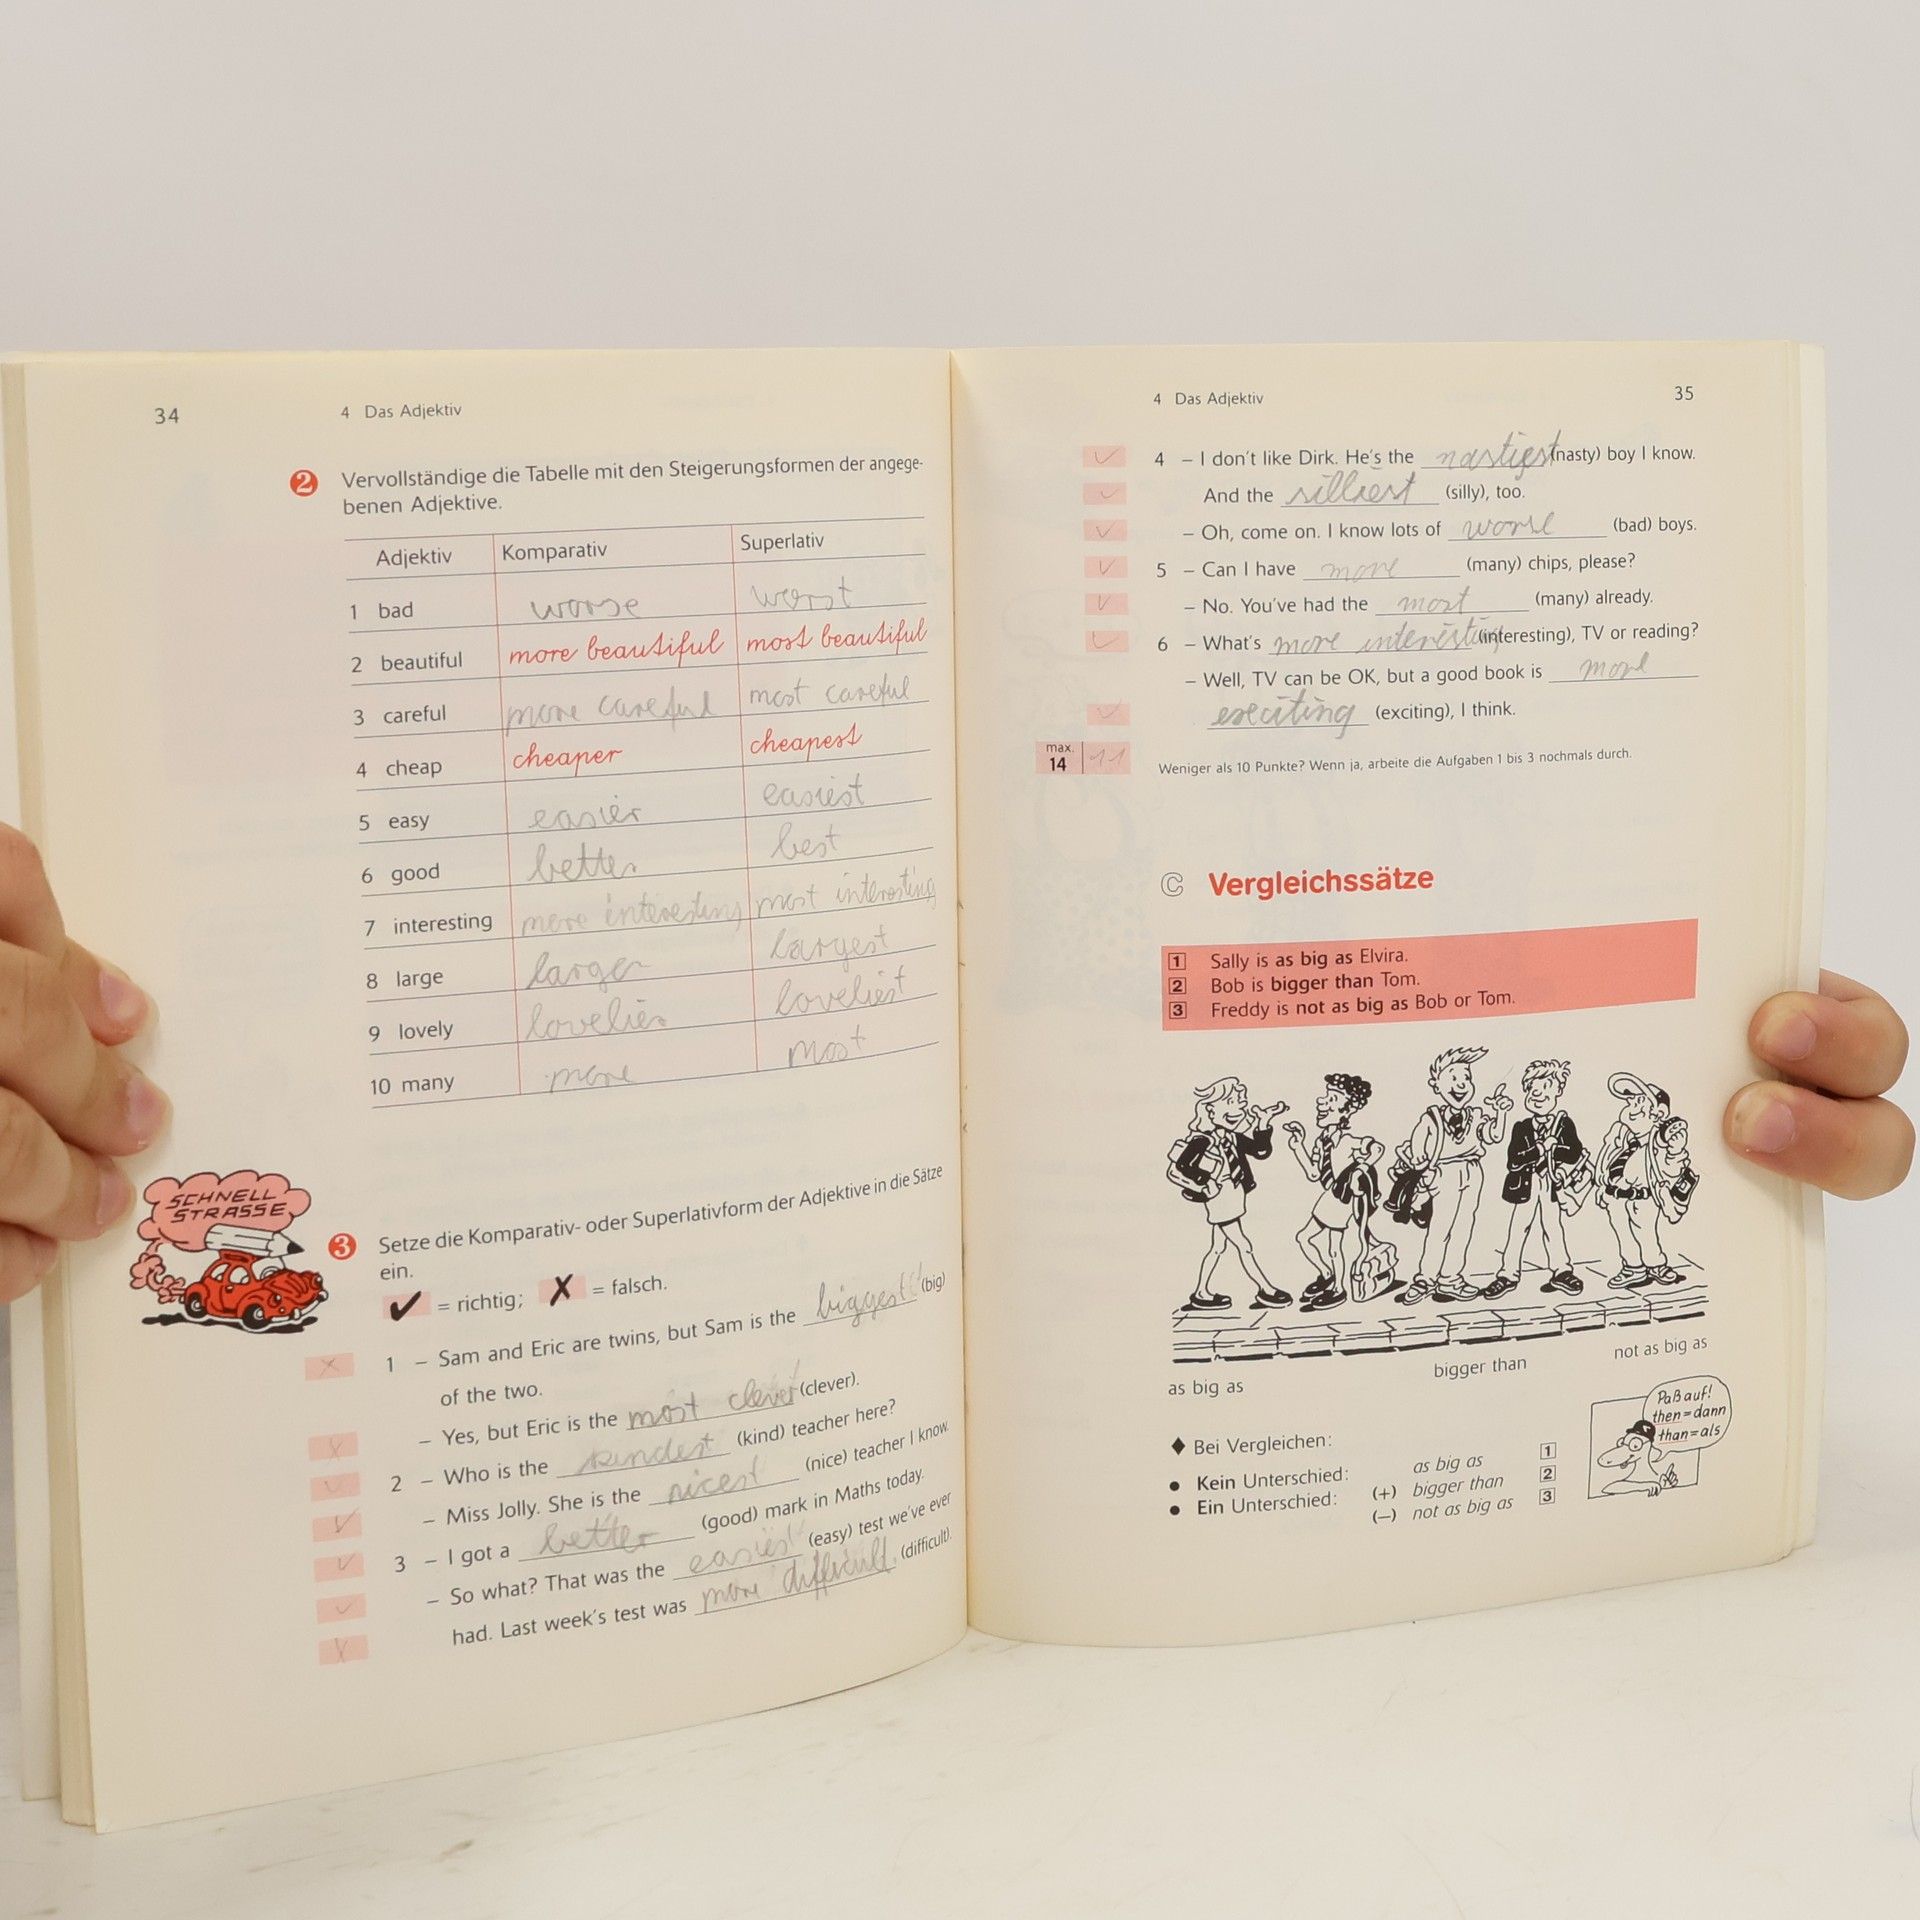 34
4 Das Adjektiv
2 Vervollständige die Tabelle mit den Steigerungsformen der angege-
benen Adjektive.
Adjektiv Komparativ Superlativ
1 bad worse worst
2 beautiful more beautiful most beautiful
3 careful more careful most careful
4 cheap cheaper cheapest
5 easy easier easiest
6 good better best
7 interesting more interesting most interesting
8 large larger largest
9 lovely lovelier loveliest
10 many more most
SCHNELL
STRASSE
3 Setze die Komparativ- oder Superlativform der Adjektive in die Sätze
ein.
✔ = richtig; ✗ = falsch.
1 – Sam and Eric are twins, but Sam is the biggest (big)
of the two.
– Yes, but Eric is the most clever (clever).
2 – Who is the kindest (kind) teacher here?
– Miss Jolly. She is the nicest (nice) teacher I know.
3 – I got a better (good) mark in Maths today.
– So what? That was the easiest (easy) test we've ever
had. Last week's test was more difficult (difficult).
4 Das Adjektiv
35
4 – I don't like Dirk. He's the nastiest (nasty) boy I know.
And the silliest (silly), too.
– Oh, come on. I know lots of worse (bad) boys.
5 – Can I have more (many) chips, please?
– No. You've had the most (many) already.
6 – What's more interesting (interesting), TV or reading?
– Well, TV can be OK, but a good book is more
exciting (exciting), I think.
max.
14 11
Weniger als 10 Punkte? Wenn ja, arbeite die Aufgaben 1 bis 3 nochmals durch.
C Vergleichssätze
1 Sally is as big as Elvira.
2 Bob is bigger than Tom.
3 Freddy is not as big as Bob or Tom.
as big as
bigger than
not as big as
Paß auf!
then=dann
than=als
♦ Bei Vergleichen:
• Kein Unterschied: as big as 1
• Ein Unterschied: (+) bigger than 2
(–) not as big as 3